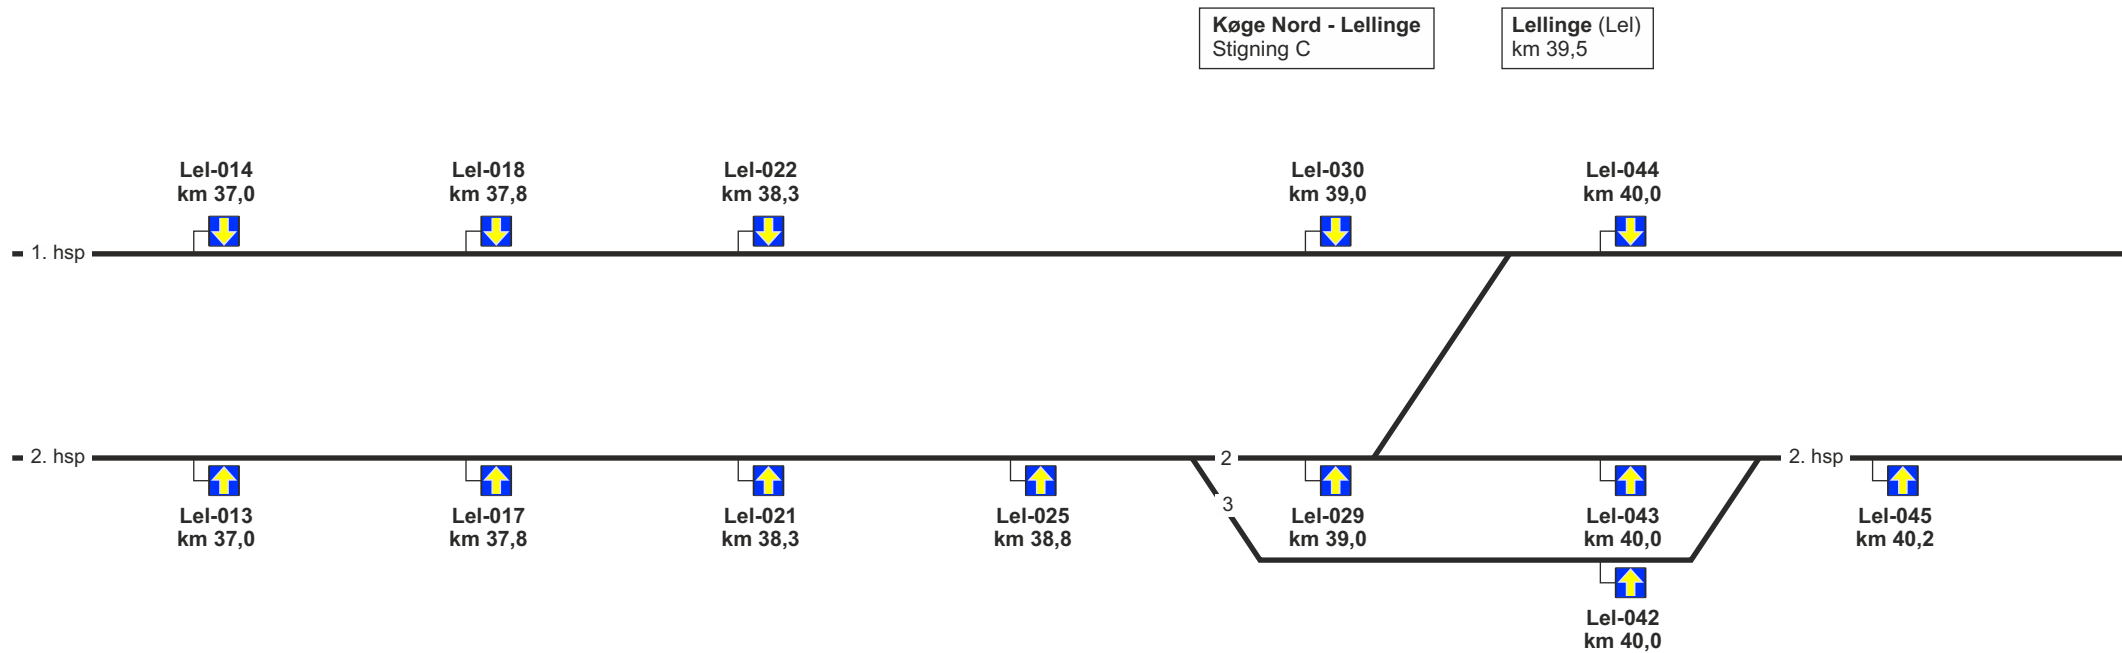 Køge Nord - Lellinge
Stigning C
Lellinge (Lel)
km 39,5
Lel-014
km 37,0
Lel-018
km 37,8
Lel-022
km 38,3
Lel-030
km 39,0
Lel-044
km 40,0
1. hsp
2. hsp
2
2. hsp
3
Lel-013
km 37,0
Lel-017
km 37,8
Lel-021
km 38,3
Lel-025
km 38,8
Lel-029
km 39,0
Lel-043
km 40,0
Lel-045
km 40,2
Lel-042
km 40,0